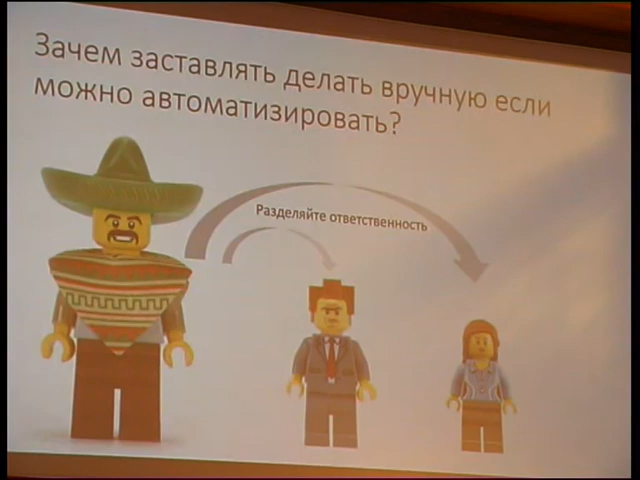 Зачем заставлять делать вручную если
можно автоматизировать?
Разделяйте ответственность